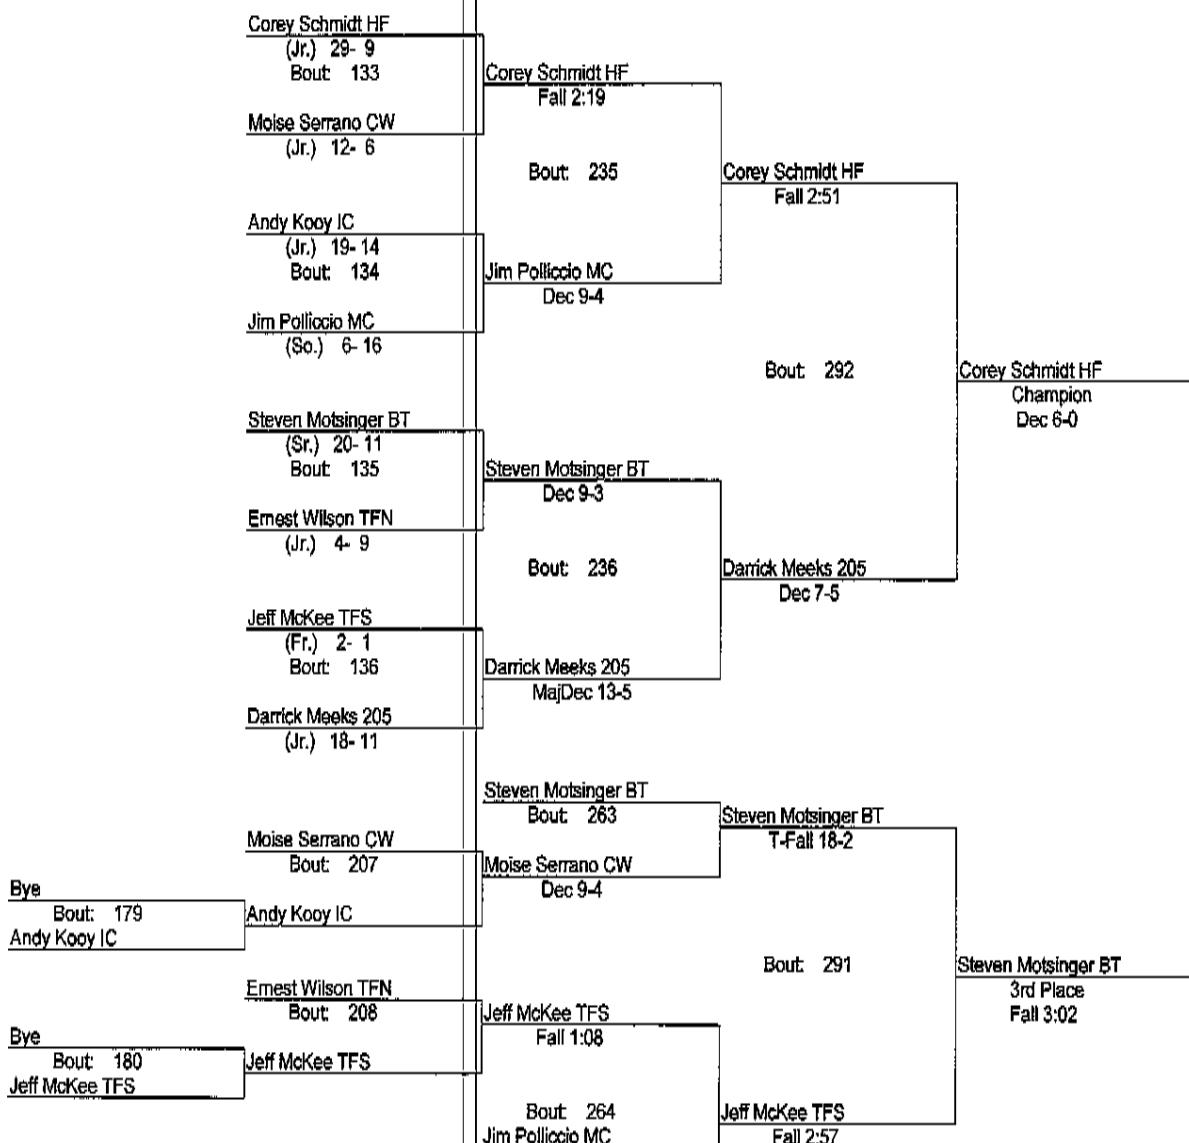 Corey Schmidt HF
(Jr.) 29- 9
Bout: 133
Moise Serrano CW
(Jr.) 12- 6
Corey Schmidt HF
Fall 2:19
Bout: 235
Andy Kooy IC
(Jr.) 19- 14
Bout: 134
Jim Polliccio MC
(So.) 6- 16
Jim Polliccio MC
Dec 9-4
Corey Schmidt HF
Fall 2:51
Bout: 292
Steven Motsinger BT
(Sr.) 20- 11
Bout: 135
Ernest Wilson TFN
(Jr.) 4- 9
Steven Motsinger BT
Dec 9-3
Bout: 236
Jeff McKee TFS
(Fr.) 2- 1
Bout: 136
Darrick Meeks 205
(Jr.) 18- 11
Darrick Meeks 205
MajDec 13-5
Darrick Meeks 205
Dec 7-5
Corey Schmidt HF
Champion
Dec 6-0
Bye
Bout: 179
Andy Kooy IC
Moise Serrano CW
Bout: 207
Andy Kooy IC
Steven Motsinger BT
Bout: 263
Moise Serrano CW
Dec 9-4
Steven Motsinger BT
T-Fall 18-2
Bout: 291
Bye
Bout: 180
Jeff McKee TFS
Ernest Wilson TFN
Bout: 208
Jeff McKee TFS
Jeff McKee TFS
Fall 1:08
Bout: 264
Jim Polliccio MC
Jeff McKee TFS
Fall 2:57
Steven Motsinger BT
3rd Place
Fall 3:02